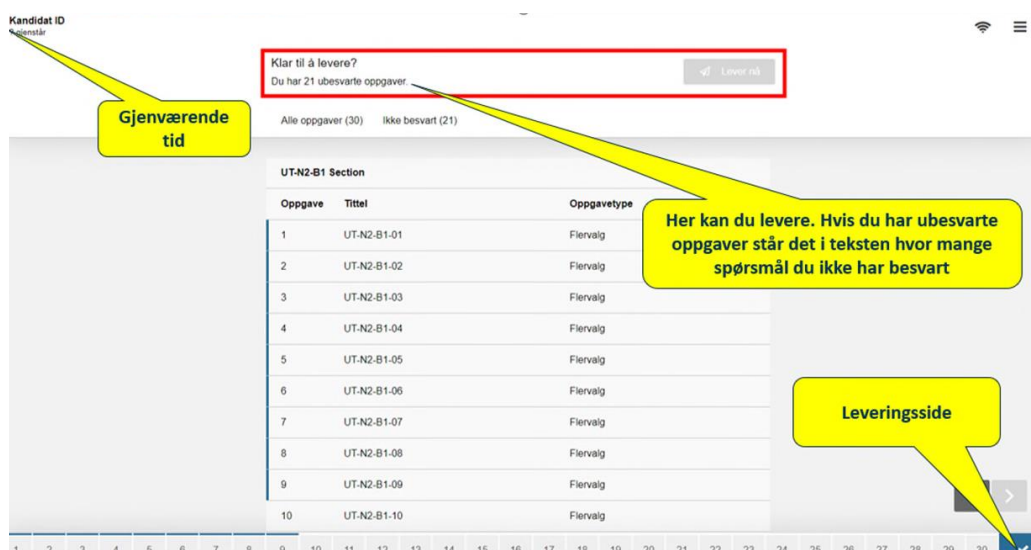 Kandidat ID
gjenstår
Klar til å levere?
Du har 21 ubesvarte oppgaver.
Lever nå
Gjenværende
tid
Alle oppgaver (30) Ikke besvart (21)
UT-N2-B1 Section
Oppgave Tittel Oppgavetype
Her kan du levere. Hvis du har ubesvarte
oppgaver står det i teksten hvor mange
spørsmål du ikke har besvart
1 UT-N2-B1-01 Flervalg
2 UT-N2-B1-02 Flervalg
3 UT-N2-B1-03 Flervalg
4 UT-N2-B1-04 Flervalg
5 UT-N2-B1-05 Flervalg
6 UT-N2-B1-06 Flervalg
7 UT-N2-B1-07 Flervalg
8 UT-N2-B1-08 Flervalg
9 UT-N2-B1-09 Flervalg
10 UT-N2-B1-10 Flervalg
Leveringsside
1 2 3 4 5 6 7 8 9 10 11 12 13 14 15 16 17 18 19 20 21 22 23 24 25 26 27 28 29 30